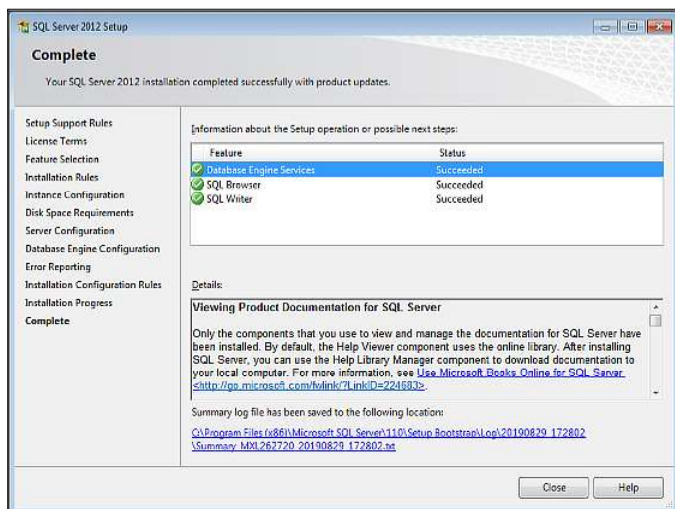 SQL Server 2012 Setup
Complete
Your SQL Server 2012 installation completed successfully with product updates.
Setup Support Rules
License Terms
Feature Selection
Installation Rules
Instance Configuration
Disk Space Requirements
Server Configuration
Database Engine Configuration
Error Reporting
Installation Configuration Rules
Installation Progress
Complete
Information about the Setup operation or possible next steps:
Feature Status
Database Engine Services Succeeded
SQL Browser Succeeded
SQL Writer Succeeded
Details:
Viewing Product Documentation for SQL Server
Only the components that you use to view and manage the documentation for SQL Server have
been installed. By default, the Help Viewer component uses the online library. After installing
SQL Server, you can use the Help Library Manager component to download documentation to
your local computer. For more information, see Use Microsoft Books Online for SQL Server
<http://go.microsoft.com/fwlink/?LinkID=224683>.
Summary log file has been saved to the following location:
C:\Program Files (x86)\Microsoft SQL Server\110\Setup Bootstrap\Log\20190829_172802
\Summary_MXL262720_20190829_172802.txt
Close Help